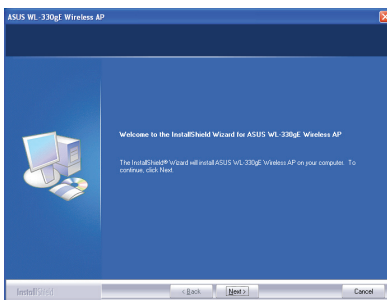 ASUS WL-330gE Wireless AP
Welcome to the InstallShield Wizard for ASUS WL-330gE Wireless AP
The InstallShield® Wizard will install ASUS WL-330gE Wireless AP on your computer. To
continue, click Next.
InstallShield
< Back
Next >
Cancel